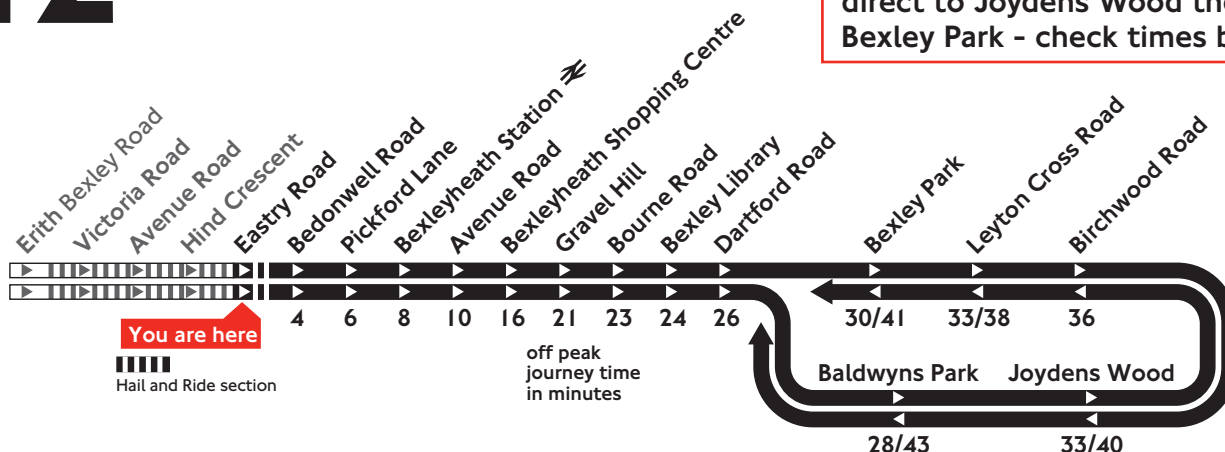 direct to Joydens Wood
Bexley Park - check times
Erith Bexley Road
Victoria Road
Avenue Road
Hind Crescent
Eastry Road
Bedonwell Road
Pickford Lane
Bexleyheath Station
Avenue Road
Bexleyheath Shopping Centre
Gravel Hill
Bourne Road
Bexley Library
Dartford Road
Bexley Park
Leyton Cross Road
Birchwood Road
4 6 8 10 16 21 23 24 26 30/41 33/38 36
You are here
Hail and Ride section
off peak
journey time
in minutes
Baldwyns Park Joydens Wood
28/43 33/40